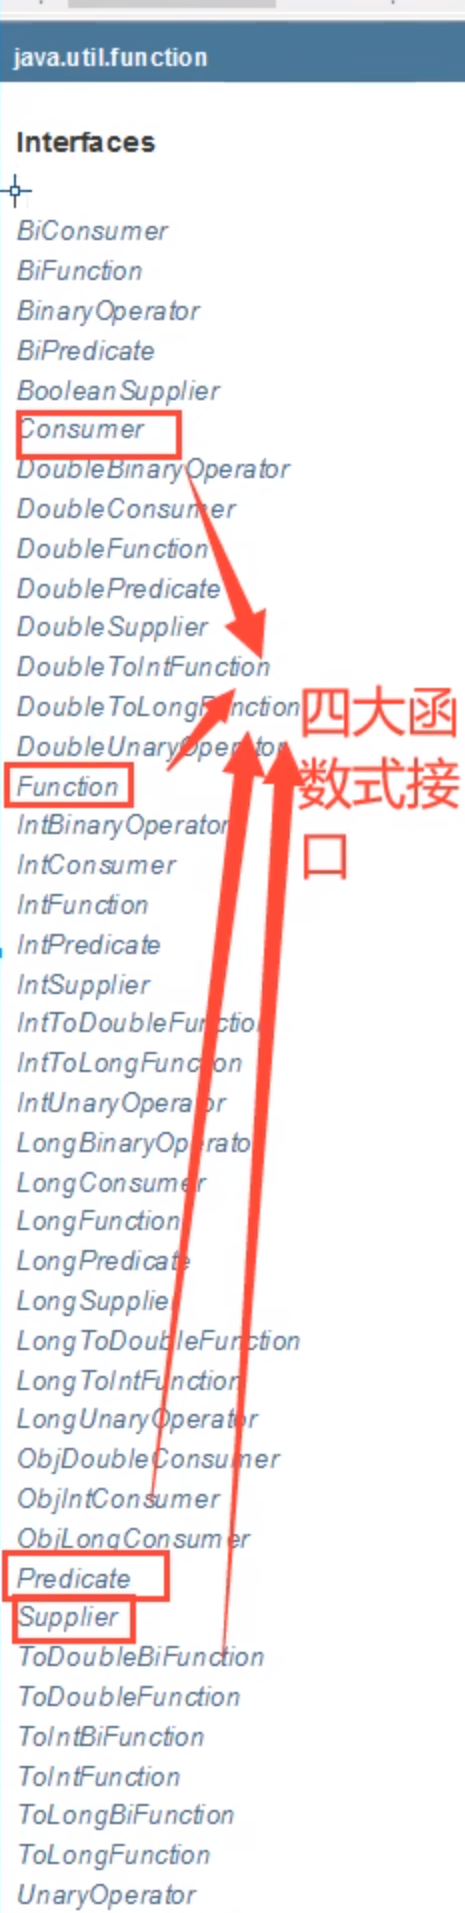 java.util.function
Interfaces
BiConsumer
BiFunction
BinaryOperator
BiPredicate
BooleanSupplier
Consumer
DoubleBinaryOperator
DoubleConsumer
DoubleFunction
DoublePredicate
DoubleSupplier
DoubleToIntFunction
DoubleToLongFunction
DoubleUnaryOperator
四大函
数式接
口
Function
IntBinaryOperator
IntConsumer
IntFunction
IntPredicate
IntSupplier
IntToDoubleFunction
IntToLongFunction
IntUnaryOperator
LongBinaryOperator
LongConsumer
LongFunction
LongPredicate
LongSupplier
LongToDoubleFunction
LongToIntFunction
LongUnaryOperator
ObjDoubleConsumer
ObjIntConsumer
ObjLongConsumer
Predicate
Supplier
ToDoubleBiFunction
ToDoubleFunction
ToIntBiFunction
ToIntFunction
ToLongBiFunction
ToLongFunction
UnaryOperator